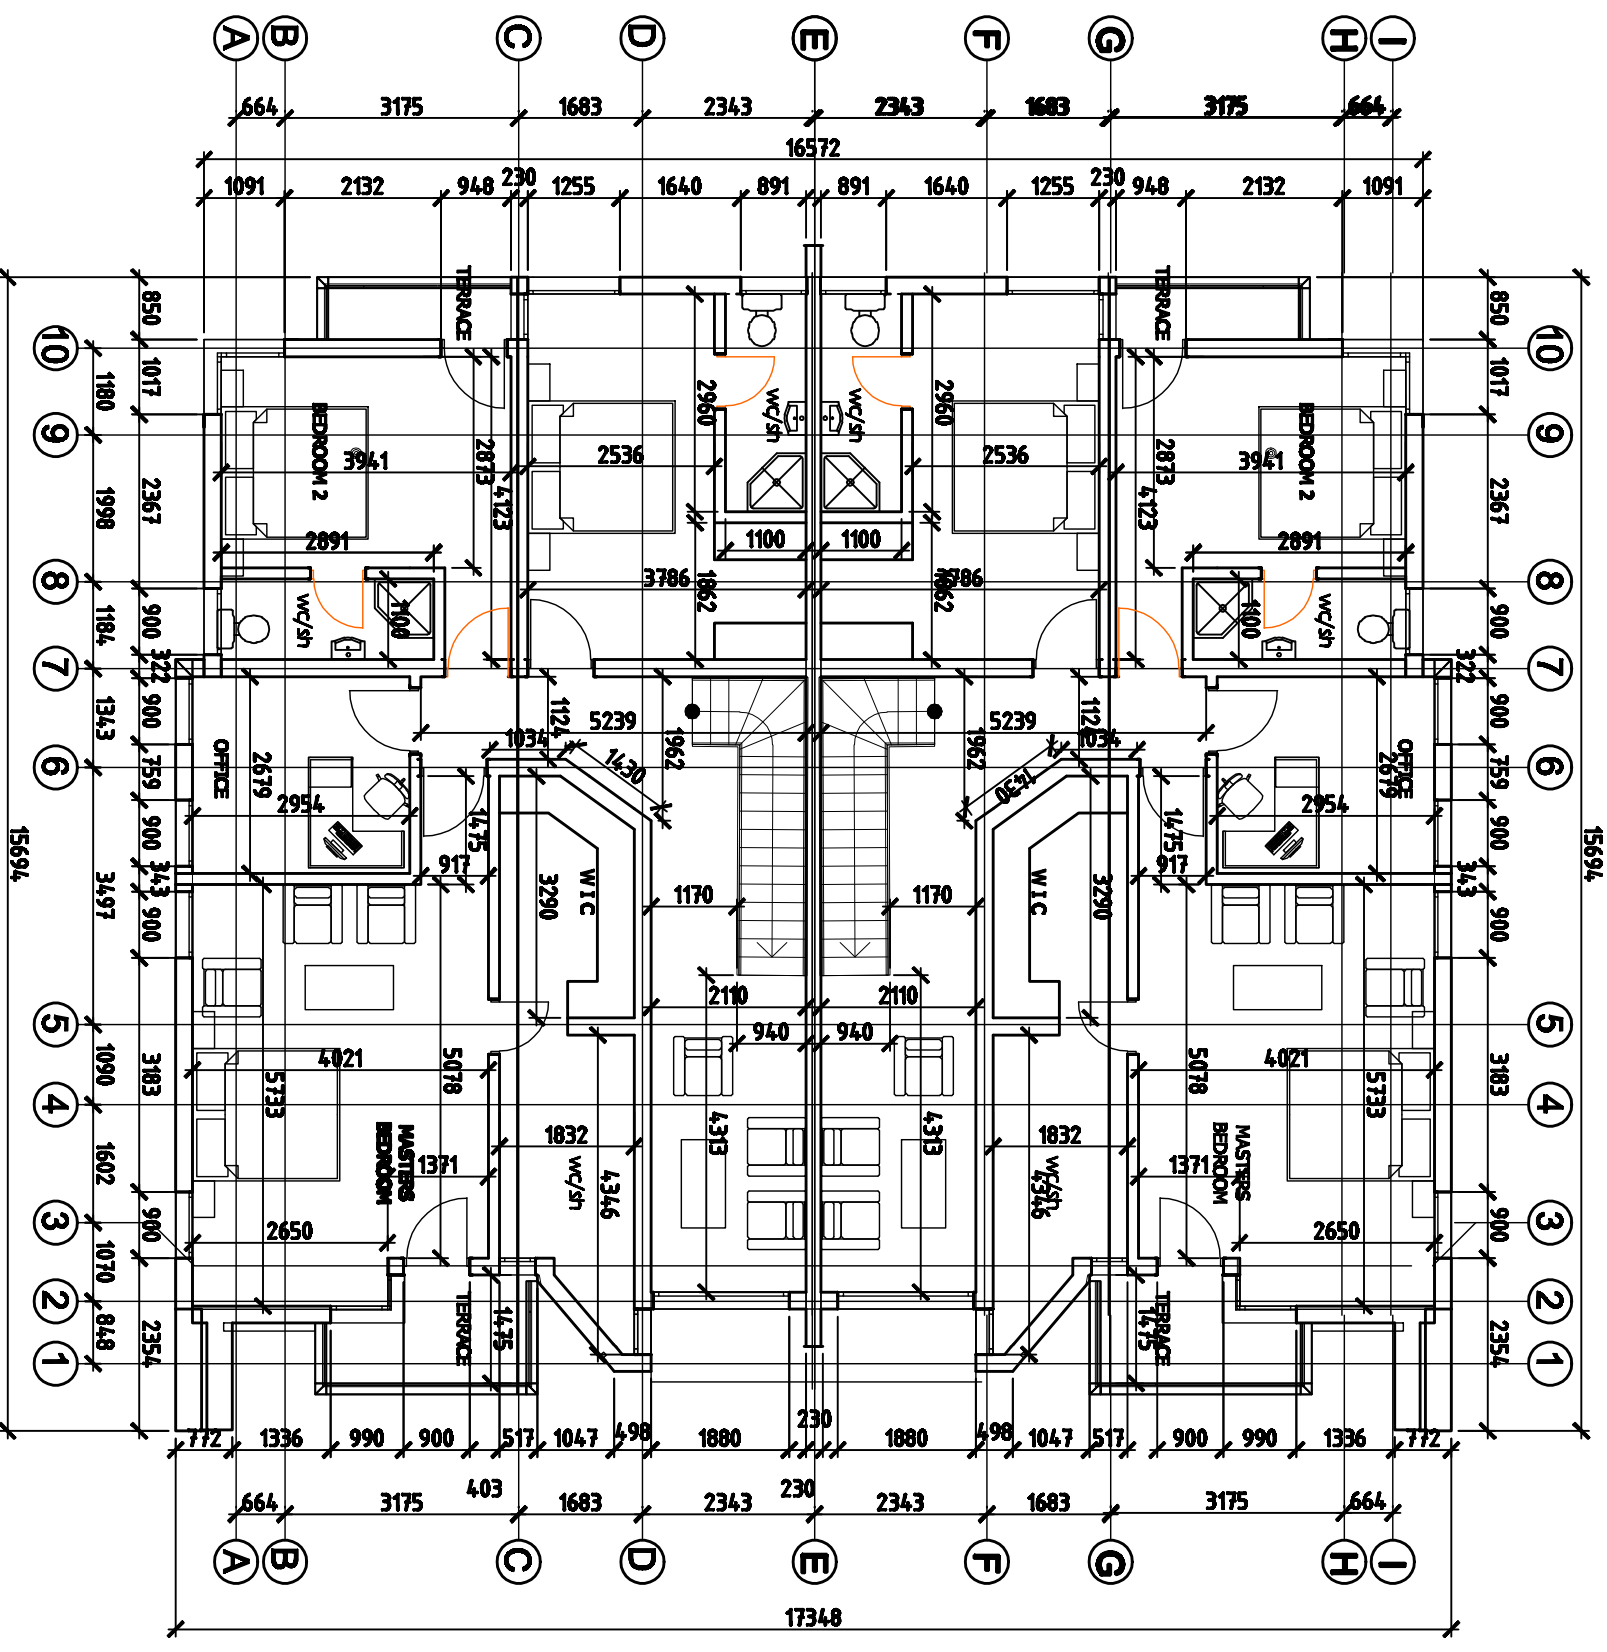 A B C D E F G H I
664 3175 1683 2343 2343 1683 3175 664
16572
1091 2132 948 230 1255 1640 891 891 1640 1255 230 948 2132 1091
TERRACE TERRACE
850 850
10 10
1017 1180 1017
9 9
BEDROOM 2 3941 2873 4123 2536 2960 wc/sh wc/sh 2960 2536 2873 4123 3941 BEDROOM 2
2367 1998 2367
2891 1100 1100 2891
8 8
3786 1862 1862 3786
900 1184 wc/sh 1100 1100 wc/sh 900
7 322 322 7
900 1343 900
OFFICE 2679 5239 1124 1962 1962 1124 5239 2679 OFFICE
1034 1430 1430 1034
6 759 759 6
2954 1475 1475 2954
900 900
343 917 917 343
3497 3290 WIC 1170 1170 WIC 3290
900 900
15694 15694
2110 2110
5 940 940 5
1090 3183 4021 5733 5078 5078 4021 5733 3183
4 4
1832 4313 4313 1832
1602 MASTERS
BEDROOM 1371 wc/sh 4346 wc/sh 4346 1371 MASTERS
BEDROOM
3 900 2650 2650 900 3
1070
2 TERRACE 1475 1475 TERRACE 2
848 2354 2354
1 1
772 1336 990 900 517 1047 498 1880 230 1880 498 1047 517 900 990 1336 772
403 230
664 3175 1683 2343 2343 1683 3175 664
A B C D E F G H I
17348